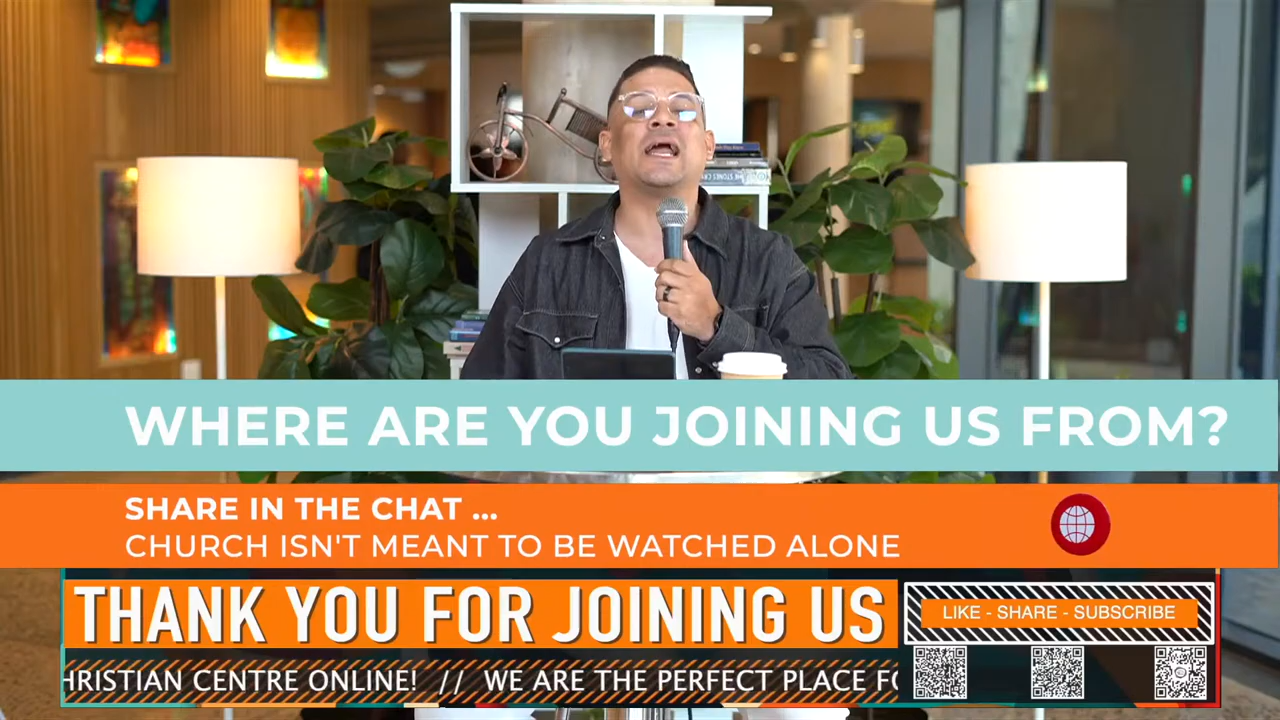 WHERE ARE YOU JOINING US FROM?
SHARE IN THE CHAT ...
CHURCH ISN'T MEANT TO BE WATCHED ALONE
THANK YOU FOR JOINING US
LIKE - SHARE - SUBSCRIBE
HRISTIAN CENTRE ONLINE! // WE ARE THE PERFECT PLACE FO